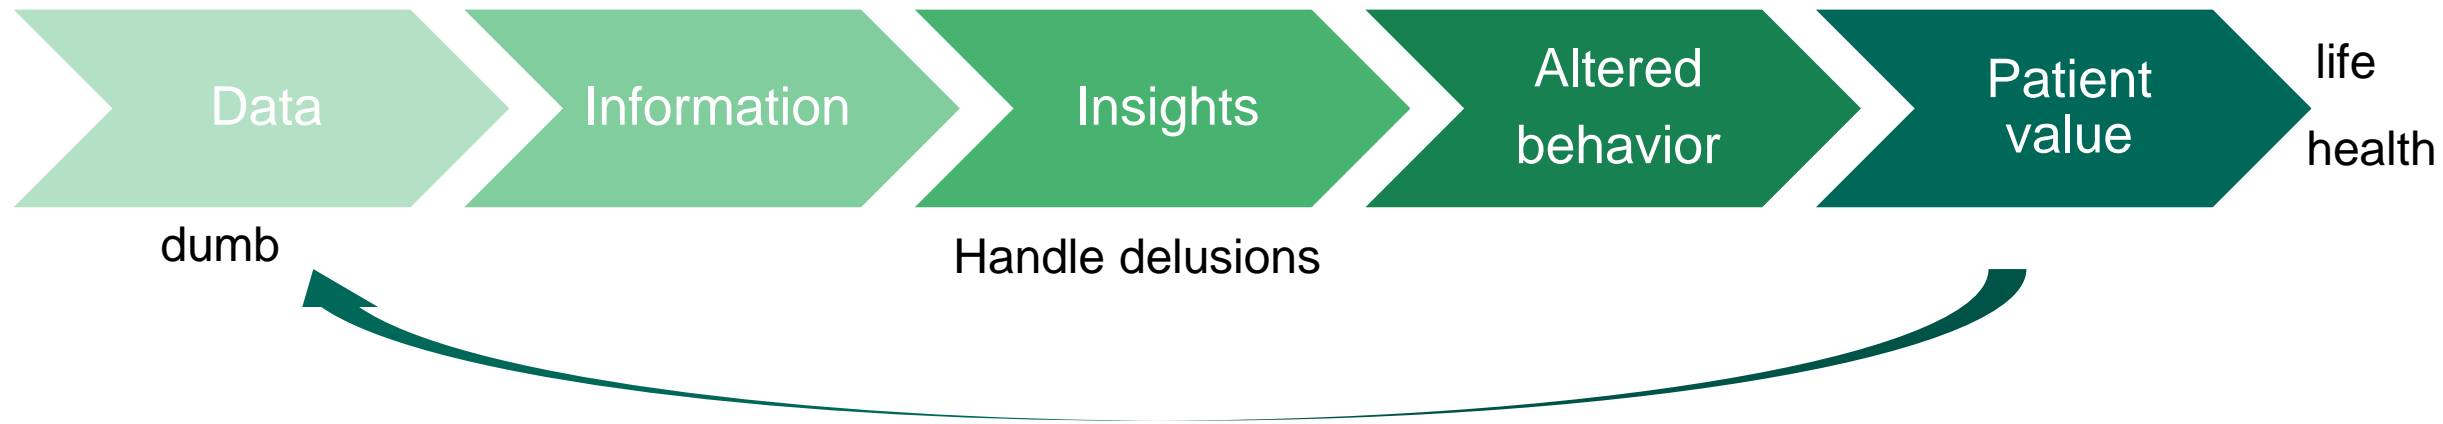 Data
Information
Insights
Altered
behavior
Patient
value
life
health
dumb
Handle delusions